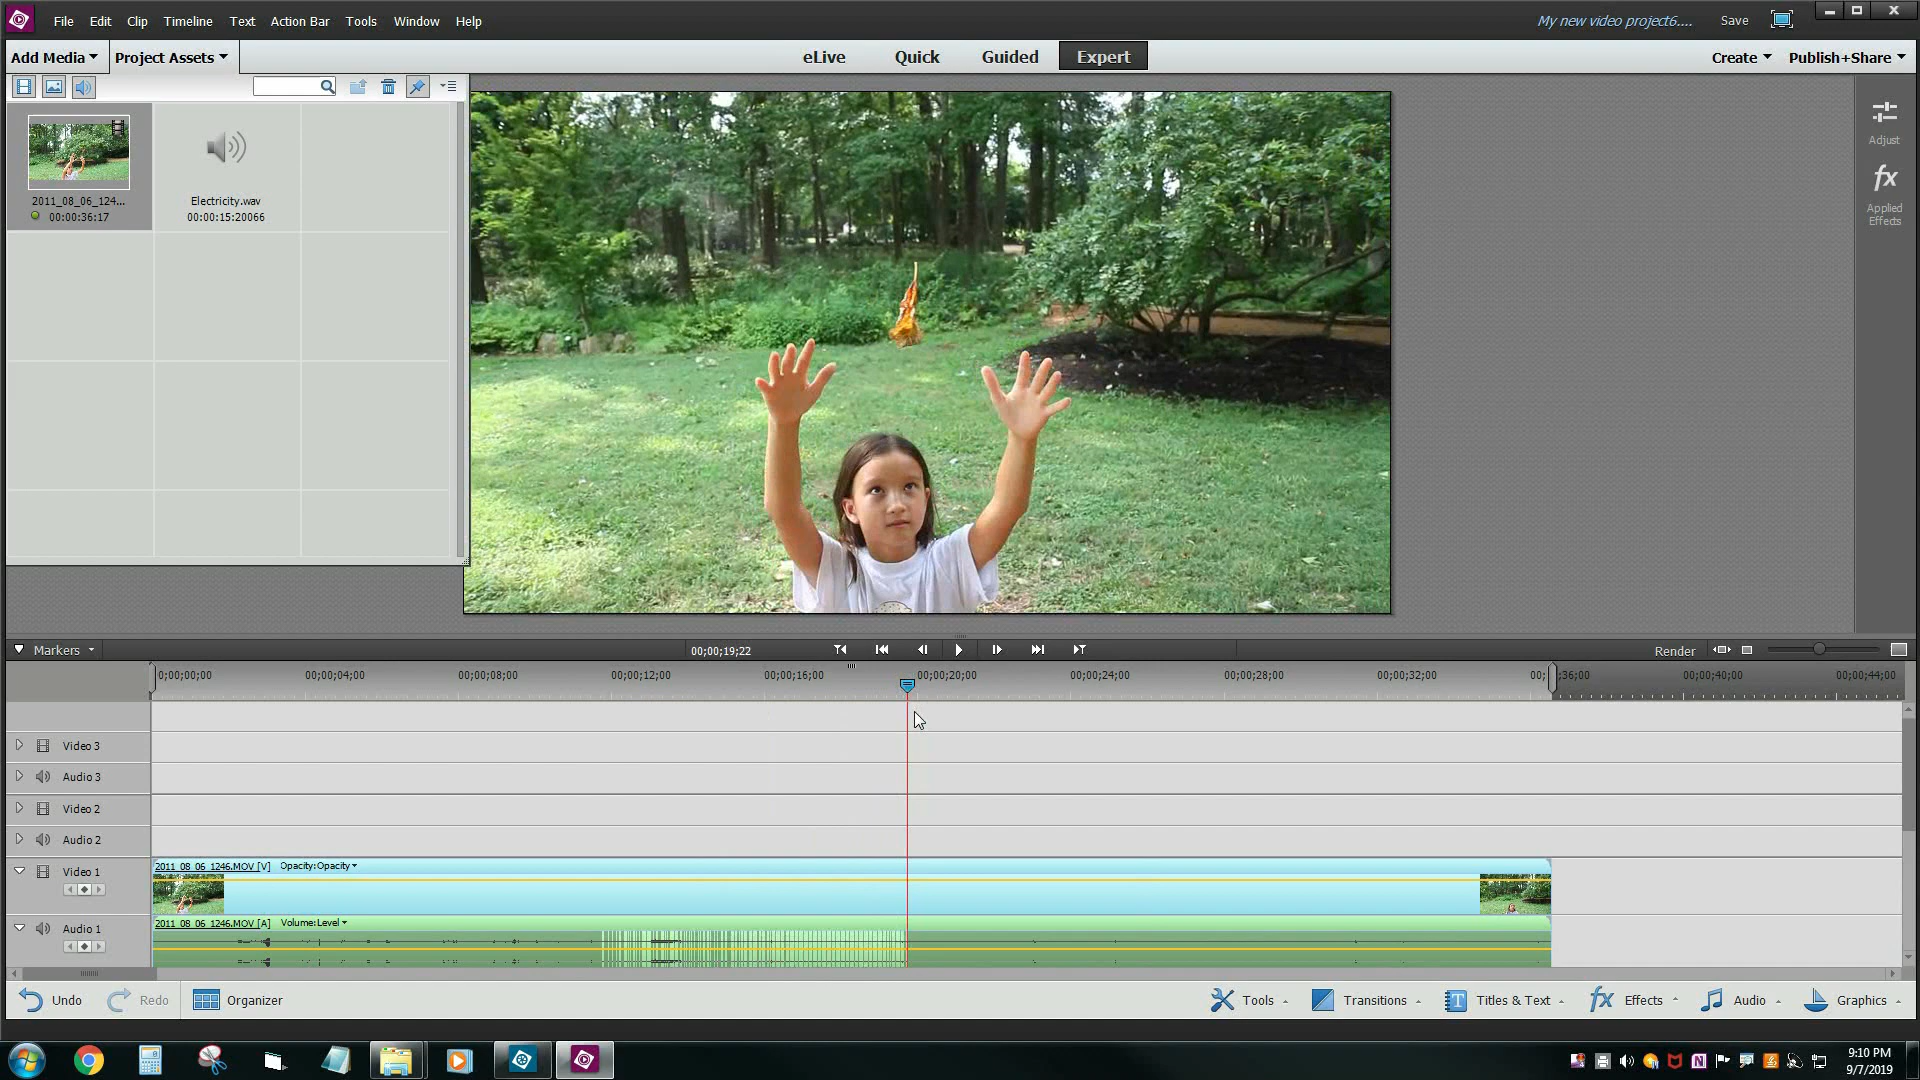 File Edit Clip Timeline Text Action Bar Tools Window Help
My new video project6.... Save
Add Media Project Assets
eLive Quick Guided Expert
Create Publish+Share
2011_08_06_124...
00:00:36:17
Electricity.wav
00:00:15:20066
Adjust
fx
Applied
Effects
Markers
00;00;19;22
Render
00;00;00;00 00;00;04;00 00;00;08;00 00;00;12;00 00;00;16;00 00;00;20;00 00;00;24;00 00;00;28;00 00;00;32;00 00; ;36;00 00;00;40;00 00;00;44;00
Video 3
Audio 3
Video 2
Audio 2
Video 1
2011_08_06_1246.MOV [V] Opacity:Opacity
Audio 1
2011_08_06_1246.MOV [A] Volume:Level
Undo Redo Organizer
Tools Transitions Titles & Text fx Effects Audio Graphics
9:10 PM
9/7/2019